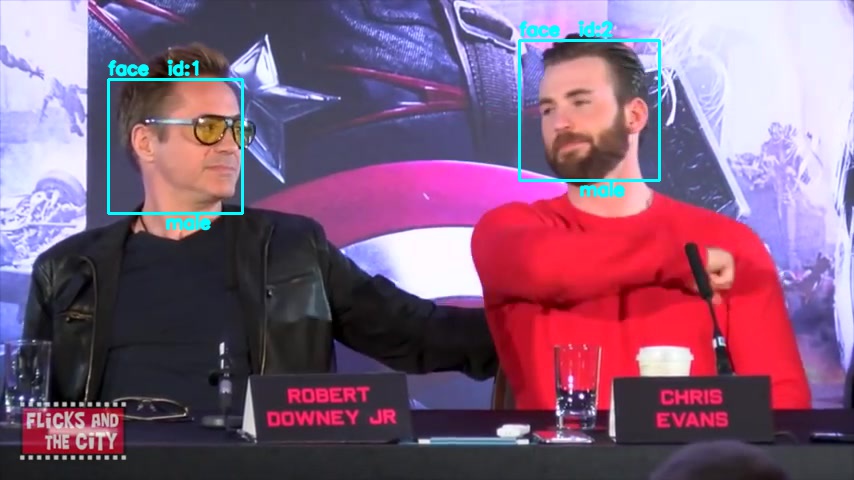 face id:1
face id:2
male
male
ROBERT
DOWNEY JR
CHRIS
EVANS
FLiCKS AND
THE CiTY